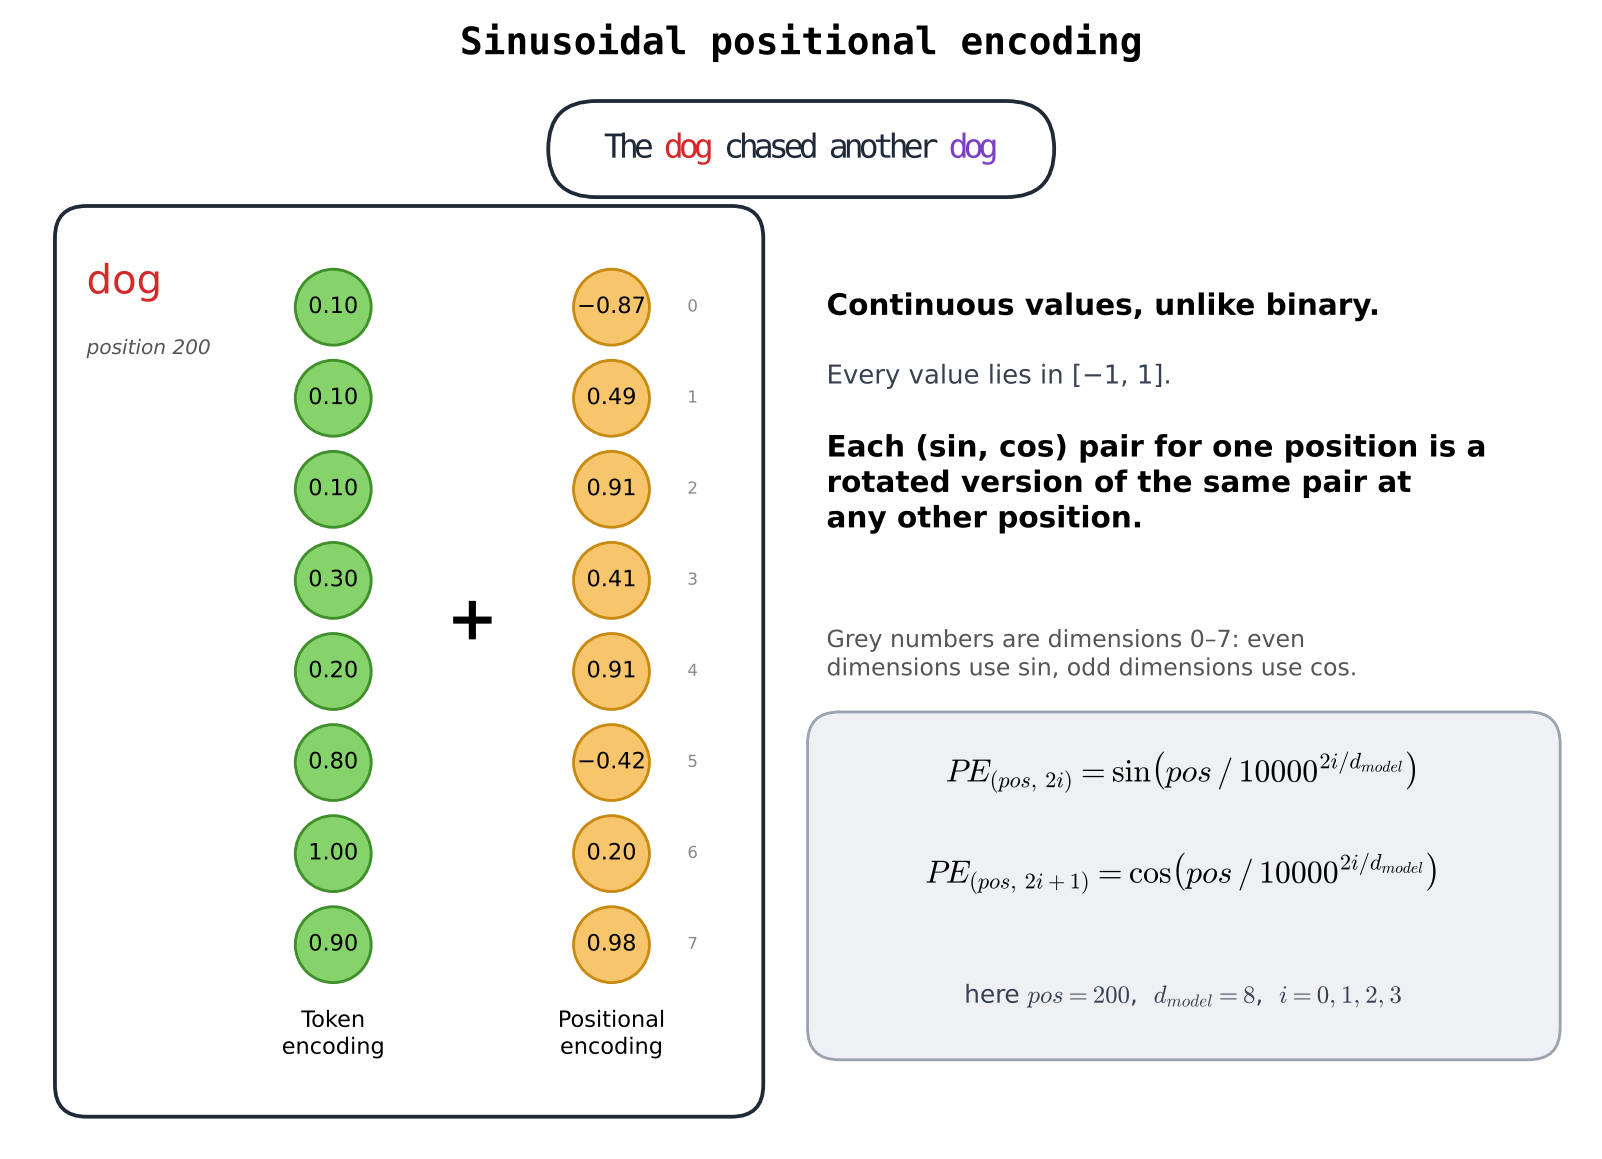 Sinusoidal positional encoding
The dog chased another dog
dog
position 200
0.10 −0.87 0
0.10 0.49 1
0.10 0.91 2
0.30 0.41 3
+
0.20 0.91 4
0.80 −0.42 5
1.00 0.20 6
0.90 0.98 7
Token encoding
Positional encoding
Continuous values, unlike binary.
Every value lies in [−1, 1].
Each (sin, cos) pair for one position is a
rotated version of the same pair at
any other position.
Grey numbers are dimensions 0–7: even
dimensions use sin, odd dimensions use cos.
PE_(pos, 2i) = sin(pos / 10000^{2i/d_model})
PE_(pos, 2i + 1) = cos(pos / 10000^{2i/d_model})
here pos = 200, d_model = 8, i = 0, 1, 2, 3